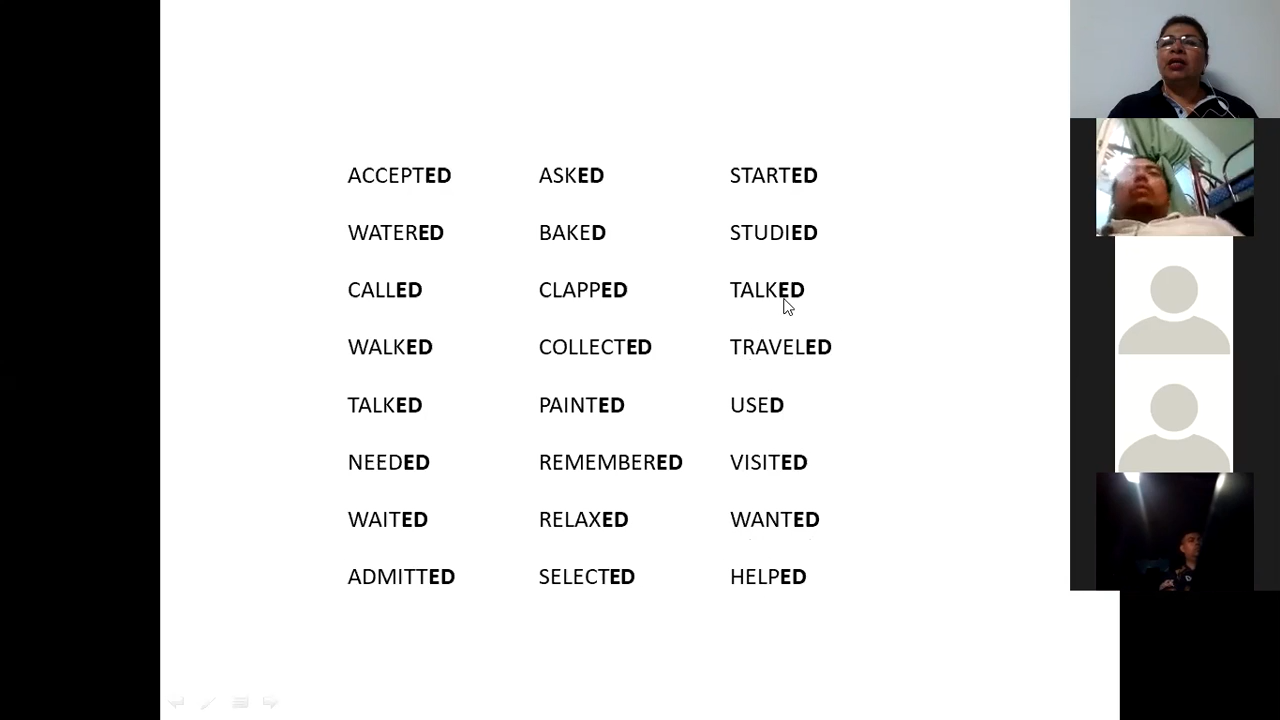 ACCEPTED ASKED STARTED
WATERED BAKED STUDIED
CALLED CLAPPED TALKED
WALKED COLLECTED TRAVELED
TALKED PAINTED USED
NEEDED REMEMBERED VISITED
WAITED RELAXED WANTED
ADMITTED SELECTED HELPED